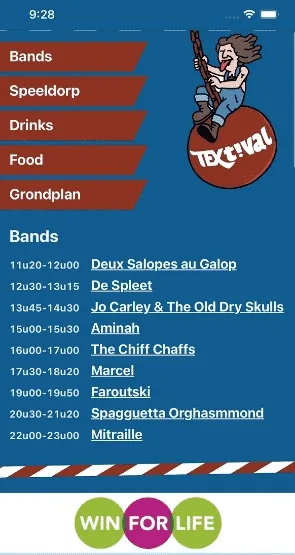 9:28
Bands
Speeldorp
Drinks
Food
Grondplan
TEXtival
Bands
11u20-12u00 Deux Salopes au Galop
12u30-13u15 De Spleet
13u45-14u30 Jo Carley & The Old Dry Skulls
15u00-15u30 Aminah
16u00-17u00 The Chiff Chaffs
17u30-18u20 Marcel
19u00-19u50 Faroutski
20u30-21u20 Spagguetta Orghasmmond
22u00-23u00 Mitraille
WIN FOR LIFE